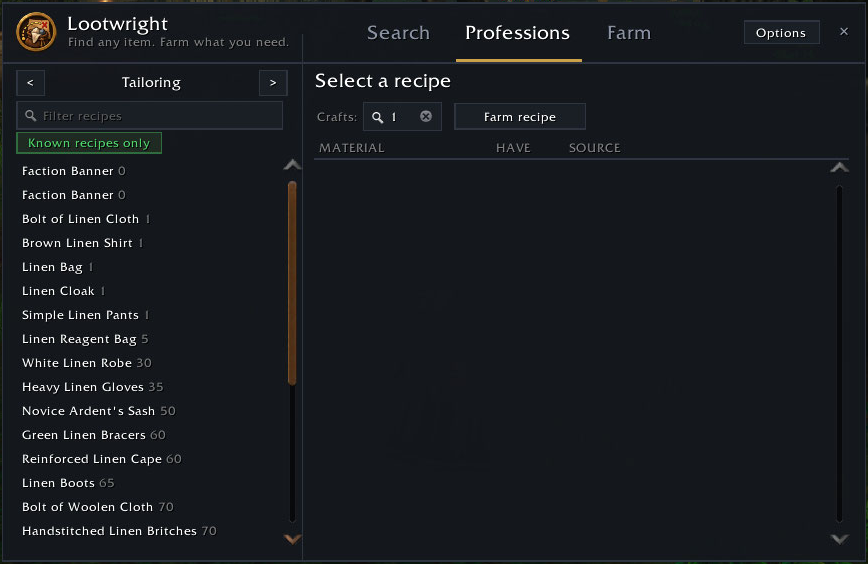 Lootwright
Find any item. Farm what you need.
Search
Professions
Farm
Options
×
<
Tailoring
>
Filter recipes
Known recipes only
Faction Banner 0
Faction Banner 0
Bolt of Linen Cloth 1
Brown Linen Shirt 1
Linen Bag 1
Linen Cloak 1
Simple Linen Pants 1
Linen Reagent Bag 5
White Linen Robe 30
Heavy Linen Gloves 35
Novice Ardent's Sash 50
Green Linen Bracers 60
Reinforced Linen Cape 60
Linen Boots 65
Bolt of Woolen Cloth 70
Handstitched Linen Britches 70
Select a recipe
Crafts: 1
Farm recipe
MATERIAL HAVE SOURCE